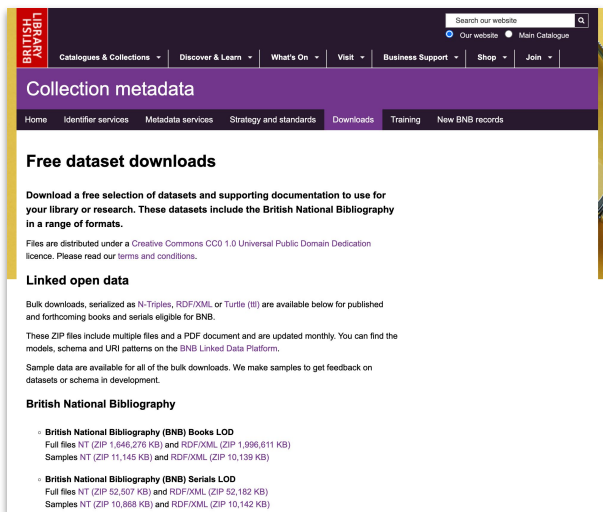 BRITISH
LIBRARY
Search our website
Our website Main Catalogue
Catalogues & Collections Discover & Learn What's On Visit Business Support Shop Join
Collection metadata
Home Identifier services Metadata services Strategy and standards Downloads Training New BNB records
Free dataset downloads
Download a free selection of datasets and supporting documentation to use for
your library or research. These datasets include the British National Bibliography
in a range of formats.
Files are distributed under a Creative Commons CC0 1.0 Universal Public Domain Dedication
licence. Please read our terms and conditions.
Linked open data
Bulk downloads, serialized as N-Triples, RDF/XML or Turtle (ttl) are available below for published
and forthcoming books and serials eligible for BNB.
These ZIP files include multiple files and a PDF document and are updated monthly. You can find the
models, schema and URI patterns on the BNB Linked Data Platform.
Sample data are available for all of the bulk downloads. We make samples to get feedback on
datasets or schema in development.
British National Bibliography
British National Bibliography (BNB) Books LOD
Full files NT (ZIP 1,646,276 KB) and RDF/XML (ZIP 1,996,611 KB)
Samples NT (ZIP 11,145 KB) and RDF/XML (ZIP 10,139 KB)
British National Bibliography (BNB) Serials LOD
Full files NT (ZIP 52,507 KB) and RDF/XML (ZIP 52,182 KB)
Samples NT (ZIP 10,868 KB) and RDF/XML (ZIP 10,142 KB)